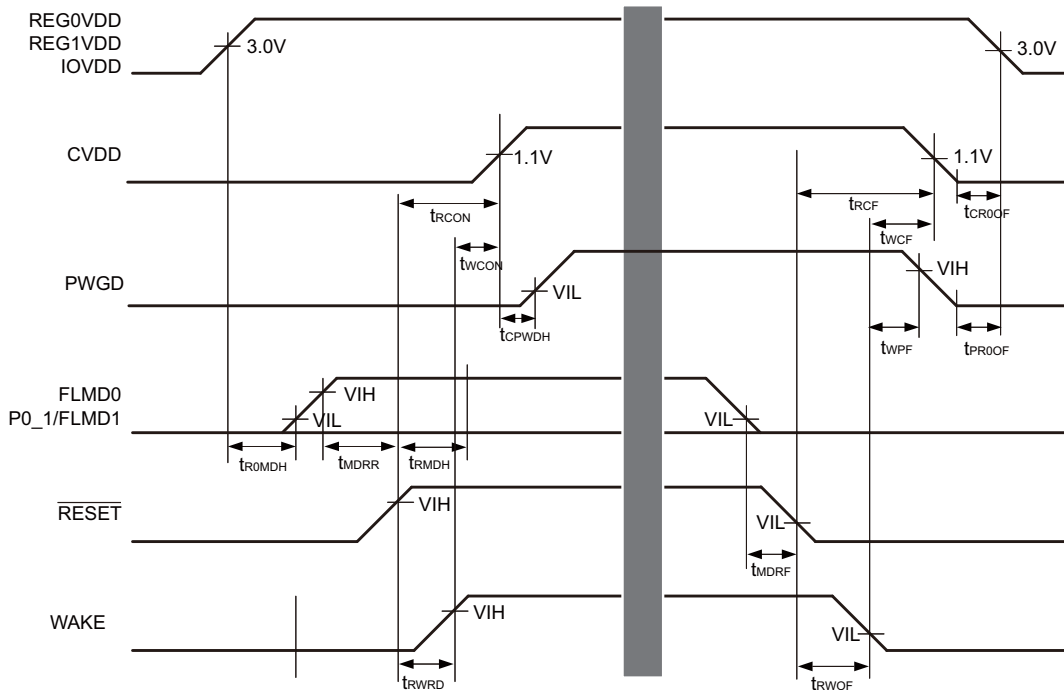 REG0VDD
REG1VDD
IOVDD
3.0V
3.0V
CVDD
1.1V
1.1V
tRCON
tRCF
tCR0OF
tWCON
tWCF
PWGD
VIL
VIH
tCPWDH
tWPF
tPR0OF
FLMD0
P0_1/FLMD1
VIH
VIL
VIL
tR0MDH
tMDRR
tRMDH
RESET
VIH
VIL
tMDRF
WAKE
VIH
VIL
tRWRD
tRWOF